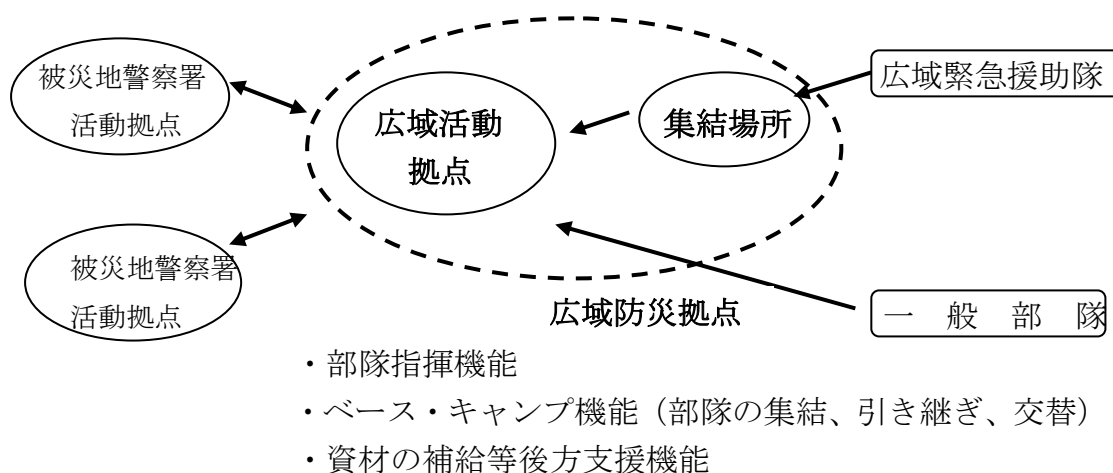 被災地警察署
活動拠点
広域活動
拠点
集結場所
広域緊急援助隊
被災地警察署
活動拠点
広域防災拠点
一般部隊
・部隊指揮機能
・ベース・キャンプ機能（部隊の集結、引き継ぎ、交替）
・資材の補給等後方支援機能